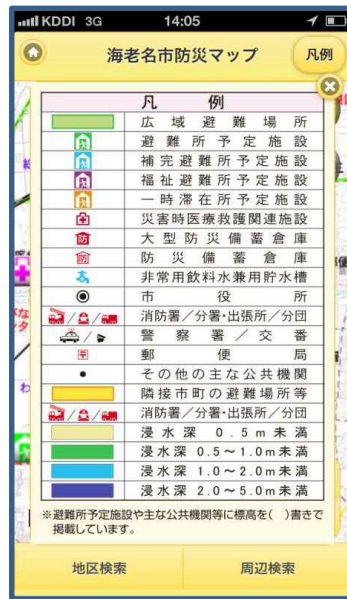 KDDI 3G 14:05
海老名市防災マップ
凡例
凡例
広域避難場所
避難所予定施設
補完避難所予定施設
福祉避難所予定施設
一時滞在所予定施設
災害時医療救護関連施設
大型防災備蓄倉庫
防災備蓄倉庫
非常用飲料水兼用貯水槽
市役所
消防署／分署・出張所／分団
警察署／交番
郵便局
その他の主な公共機関
隣接市町の避難場所等
消防署／分署・出張所／分団
浸水深 0.5m未満
浸水深 0.5～1.0m未満
浸水深 1.0～2.0m未満
浸水深 2.0～5.0m未満
※避難所予定施設や主な公共機関等に標高を( )書きで
掲載しています。
地区検索 周辺検索